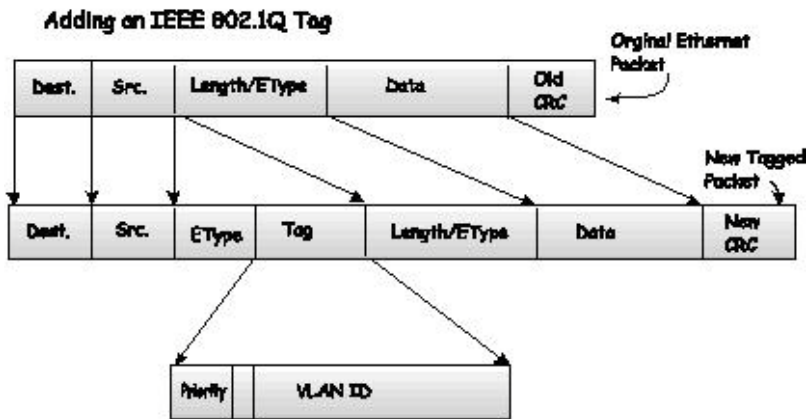 Adding an IEEE 802.1Q Tag
Orginal Ethernet
Packet
Dest. Src. Length/EType Data Old
CRC
New Tagged
Packet
Dest. Src. EType Tag Length/EType Data New
CRC
Priority VLAN ID